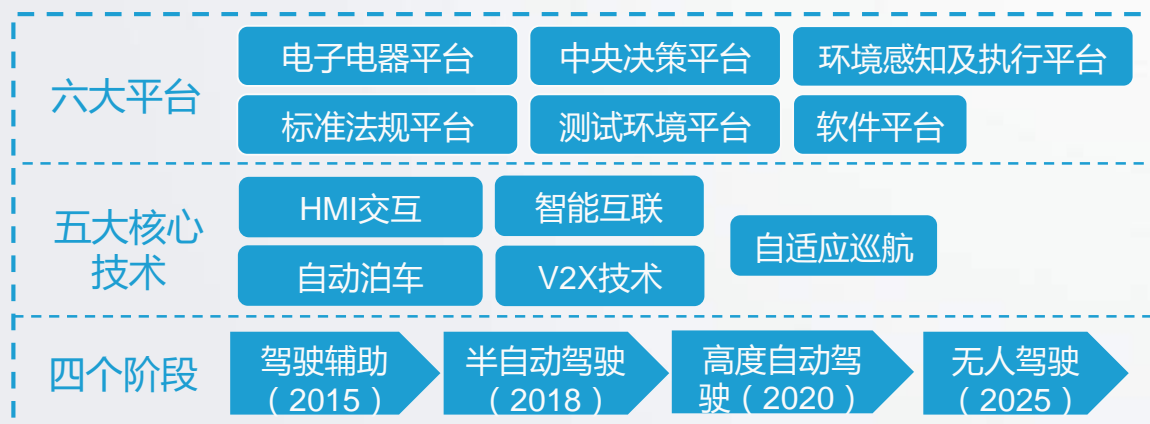 六大平台
电子电器平台
中央决策平台
环境感知及执行平台
标准法规平台
测试环境平台
软件平台
五大核心
技术
HMI交互
智能互联
自适应巡航
自动泊车
V2X技术
四个阶段
驾驶辅助
（2015）
半自动驾驶
（2018）
高度自动驾
驶（2020）
无人驾驶
（2025）